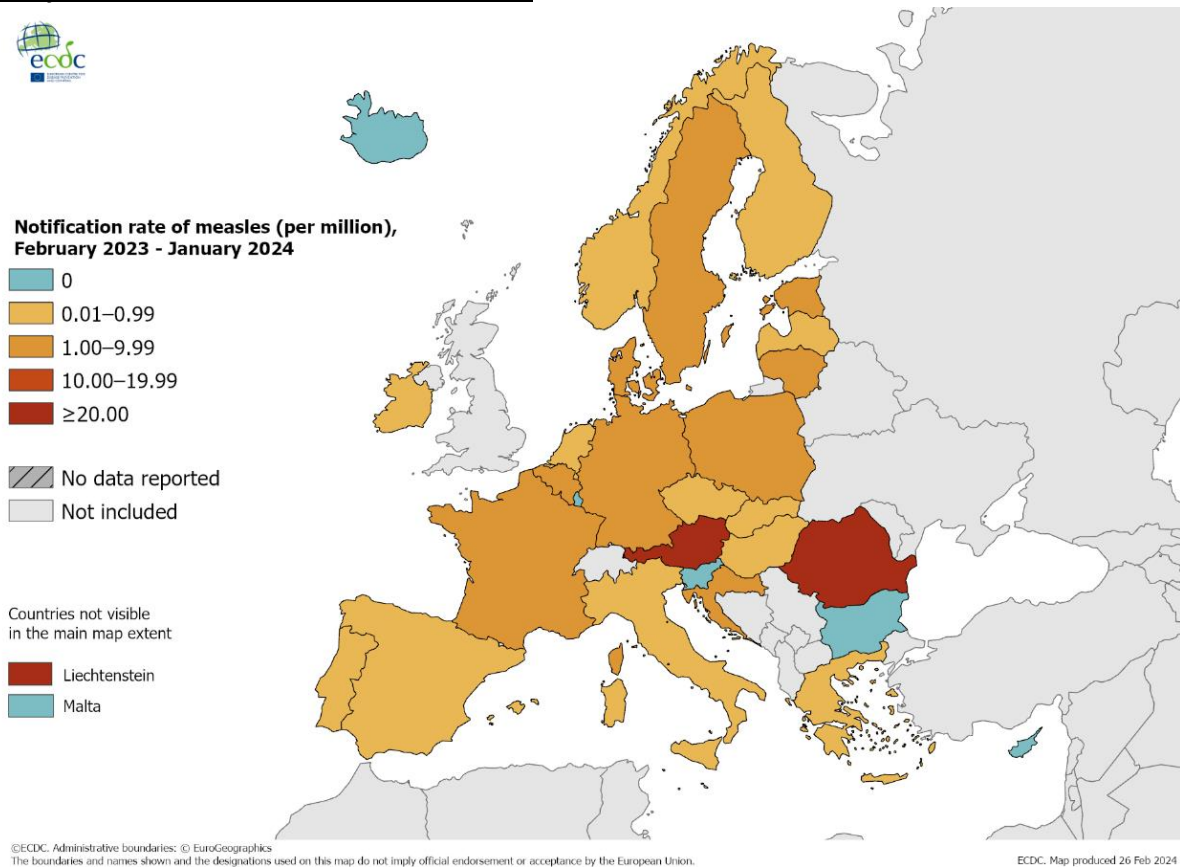 ecdc
Notification rate of measles (per million),
February 2023 - January 2024
0
0.01–0.99
1.00–9.99
10.00–19.99
≥20.00
No data reported
Not included
Countries not visible
in the main map extent
Liechtenstein
Malta
©ECDC. Administrative boundaries: © EuroGeographics
The boundaries and names shown and the designations used on this map do not imply official endorsement or acceptance by the European Union.
ECDC. Map produced 26 Feb 2024